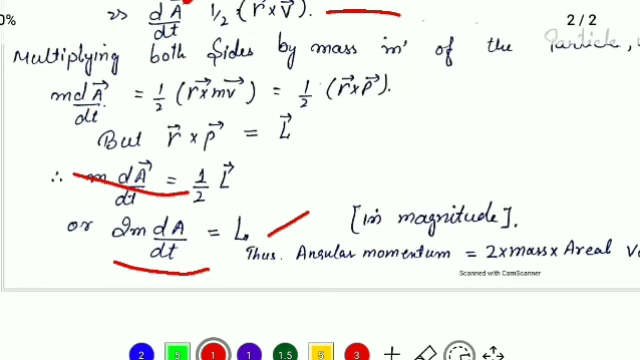 0%
2/2
⇒ dA⃗/dt 1/2 (r⃗ × v⃗).
Multiplying both sides by mass 'm' of the Particle,
m dA⃗/dt = 1/2 (r⃗ × mv⃗) = 1/2 (r⃗ × p⃗).
But r⃗ × p⃗ = L⃗
∴ m dA⃗/dt = 1/2 L⃗
or 2m dA/dt = L. [in magnitude].
Thus. Angular momentum = 2 × mass × Areal
Scanned with CamScanner
2 5 1 1 1.5 5 3